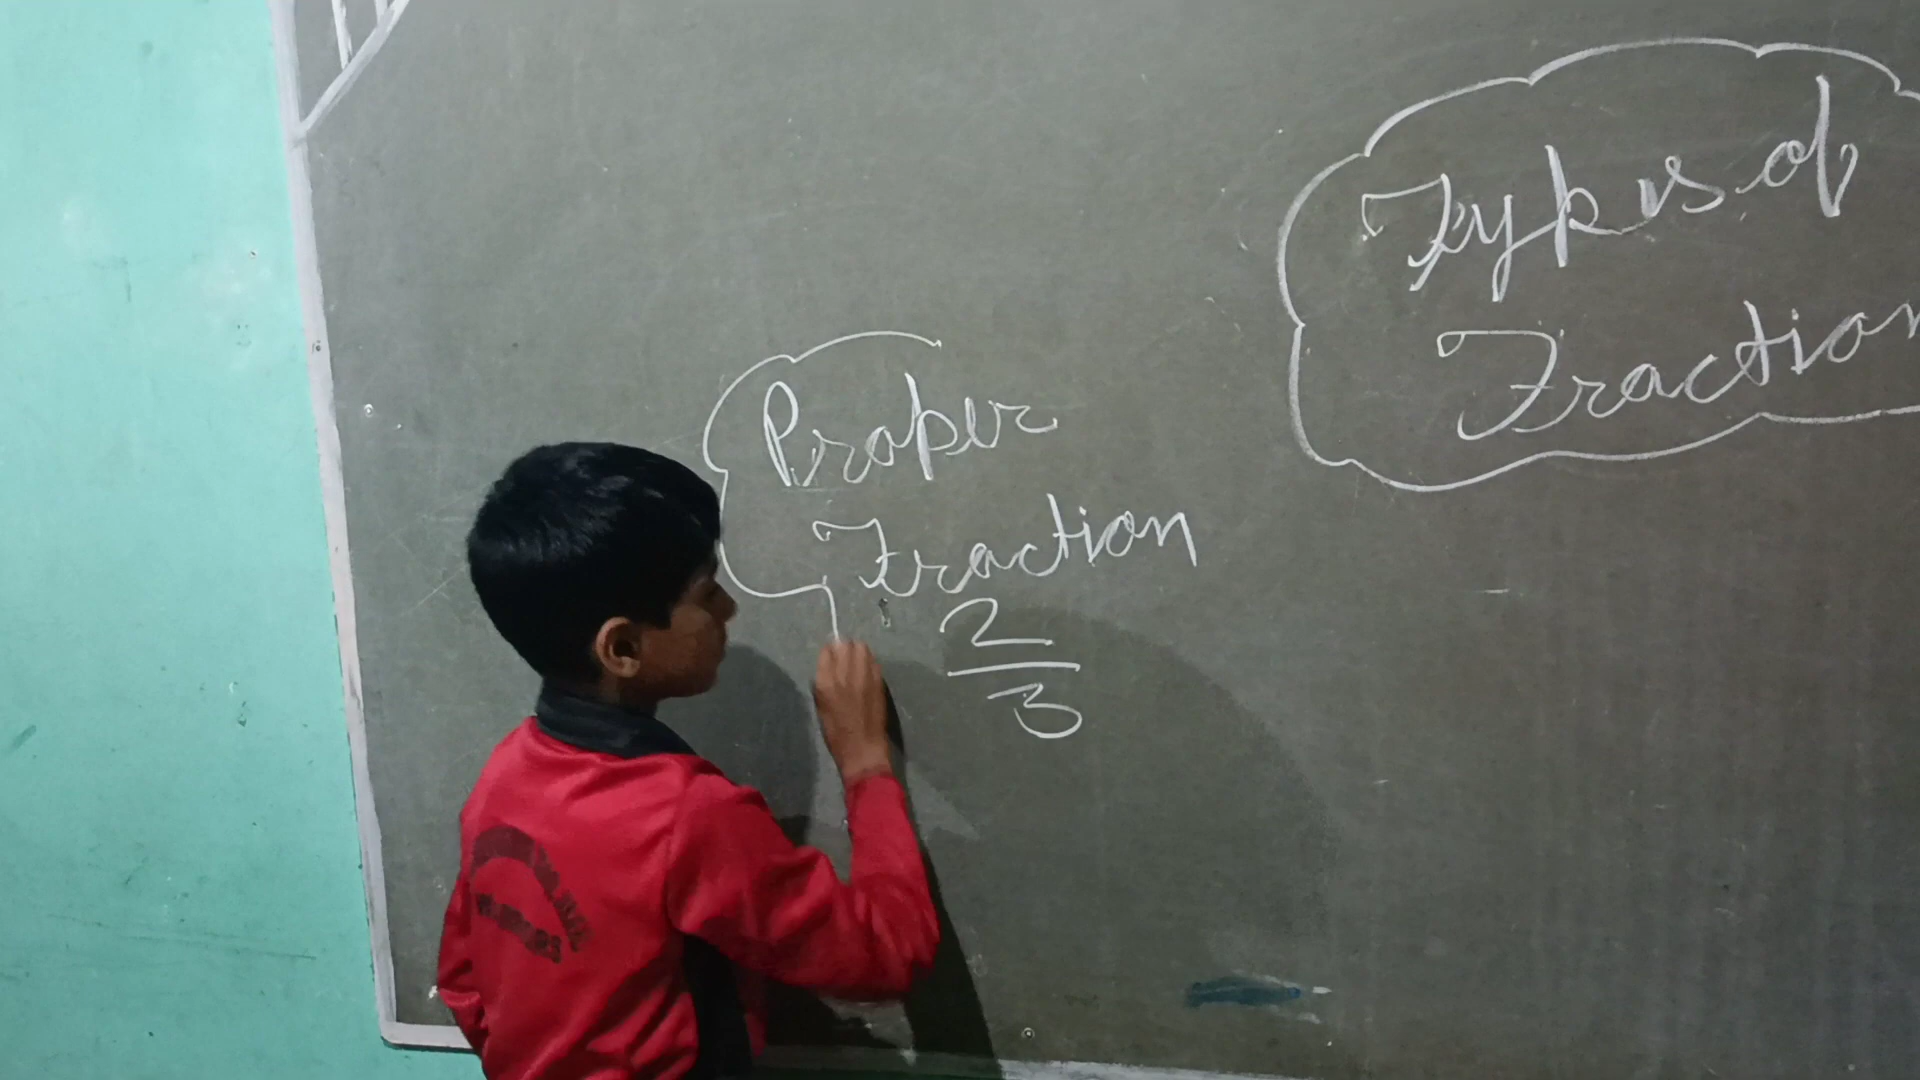 Types of
Fraction
Proper
Fraction
2
3